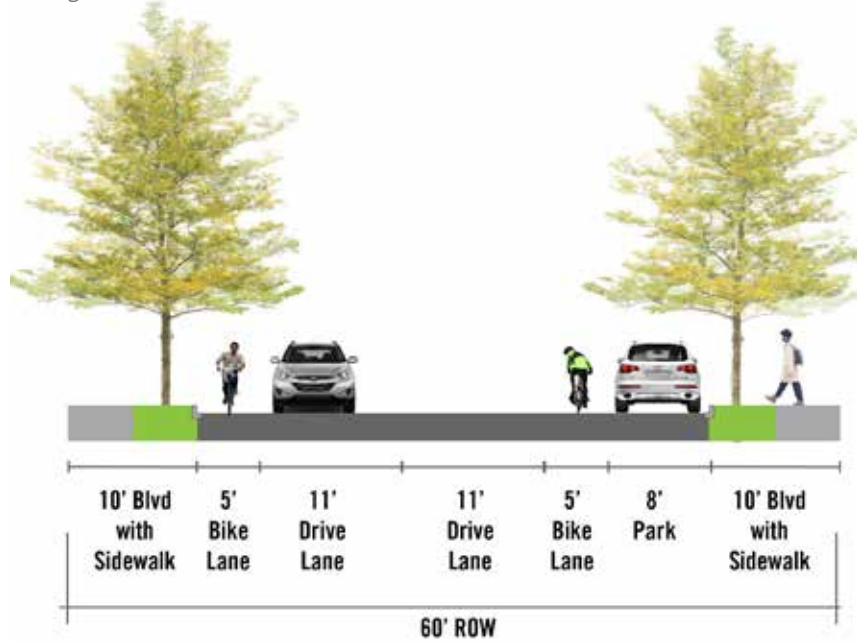 10' Blvd
with
Sidewalk
5'
Bike
Lane
11'
Drive
Lane
11'
Drive
Lane
5'
Bike
Lane
8'
Park
10' Blvd
with
Sidewalk
60' ROW